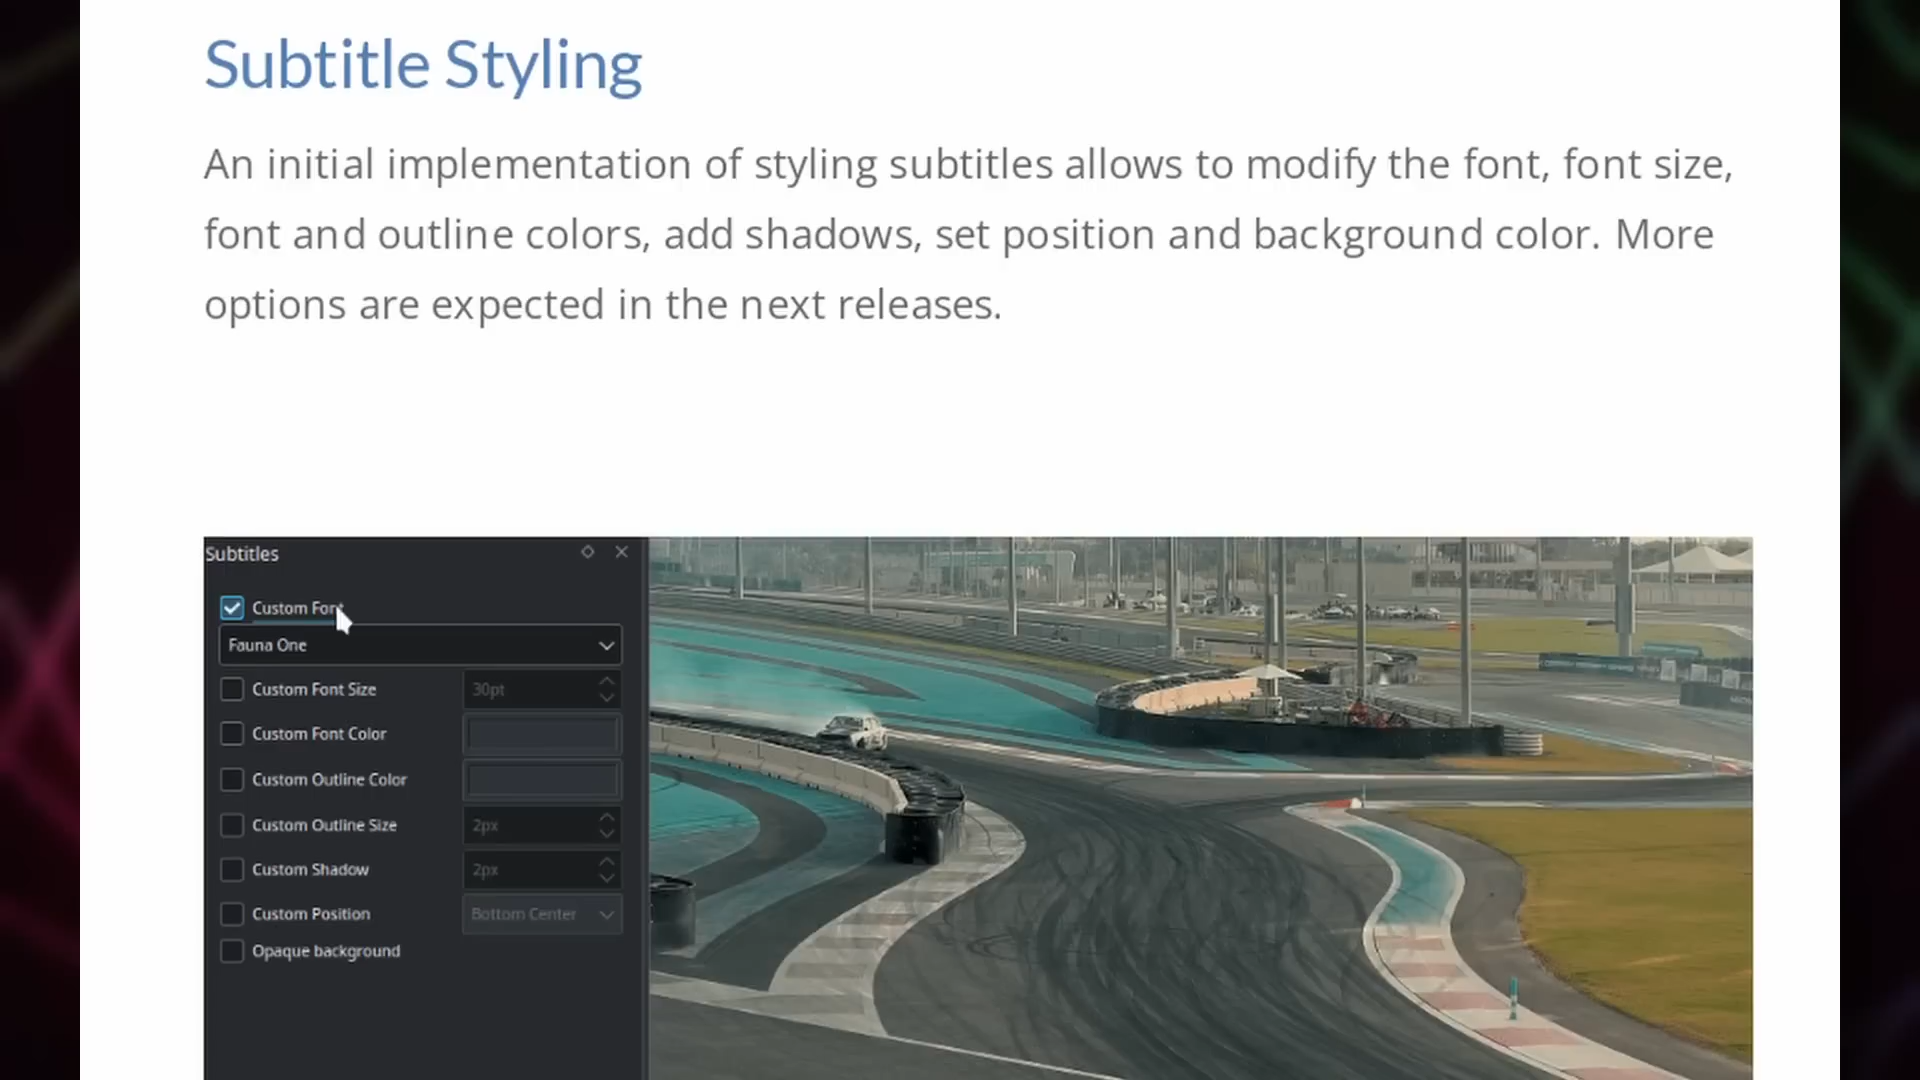 Subtitle Styling
An initial implementation of styling subtitles allows to modify the font, font size,
font and outline colors, add shadows, set position and background color. More
options are expected in the next releases.
Subtitles
Custom Font
Fauna One
Custom Font Size 30pt
Custom Font Color
Custom Outline Color
Custom Outline Size 2px
Custom Shadow 2px
Custom Position Bottom Center
Opaque background